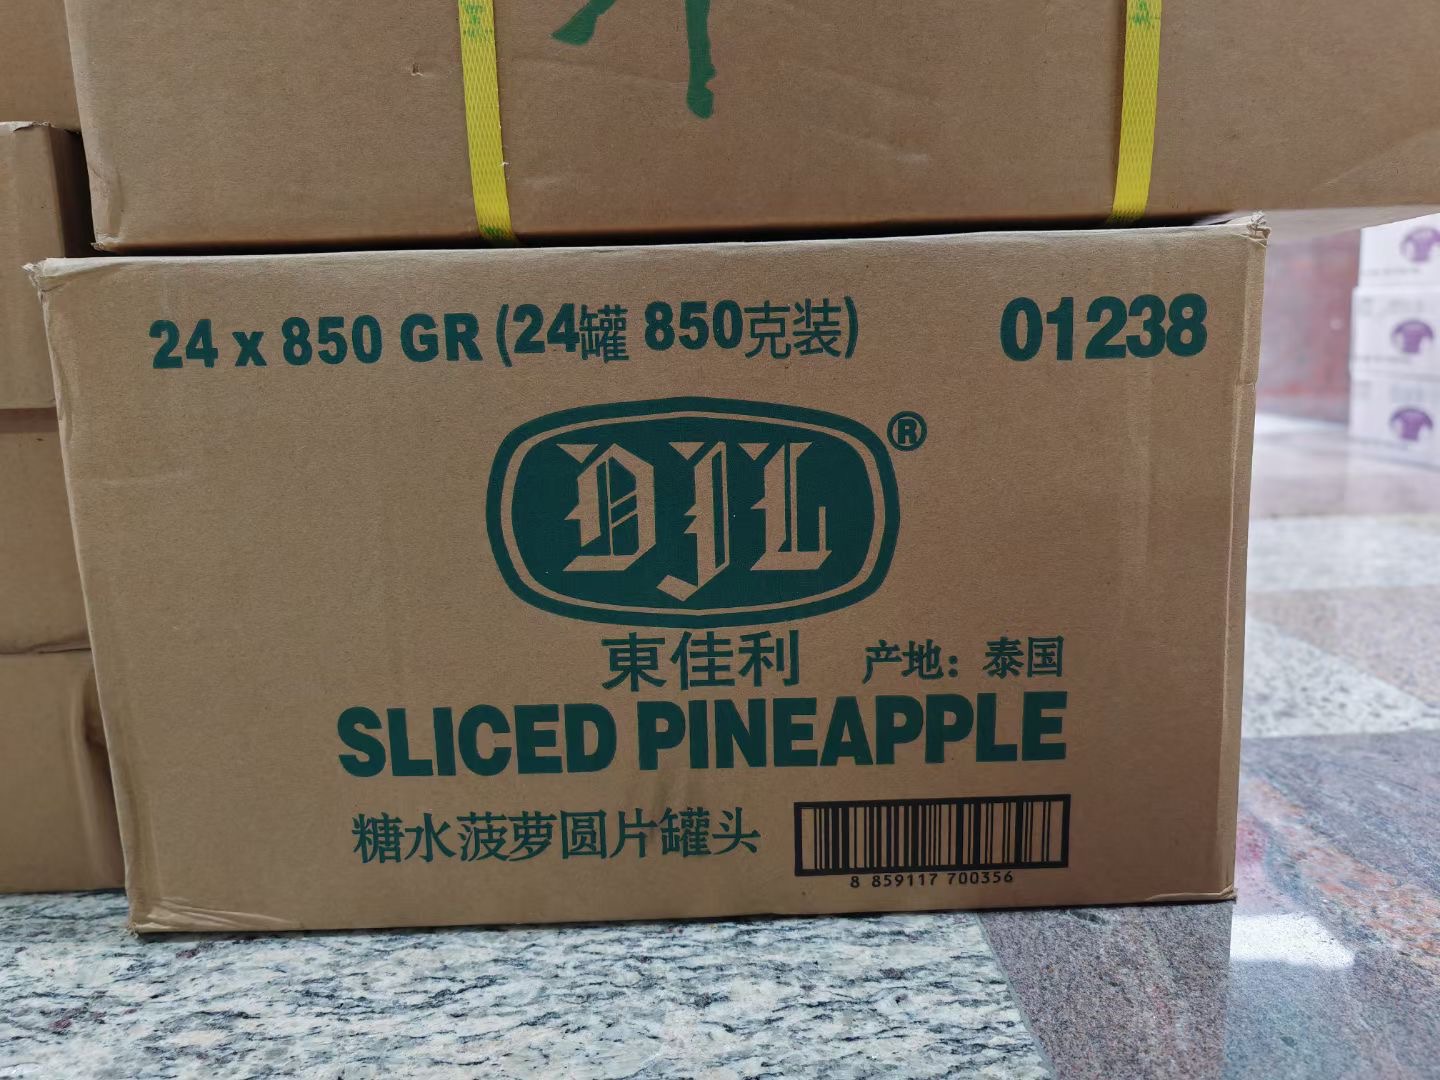 24 x 850 GR (24罐 850克装)
01238
DJL®
東佳利
产地：泰国
SLICED PINEAPPLE
糖水菠萝圆片罐头
8 859117 700356